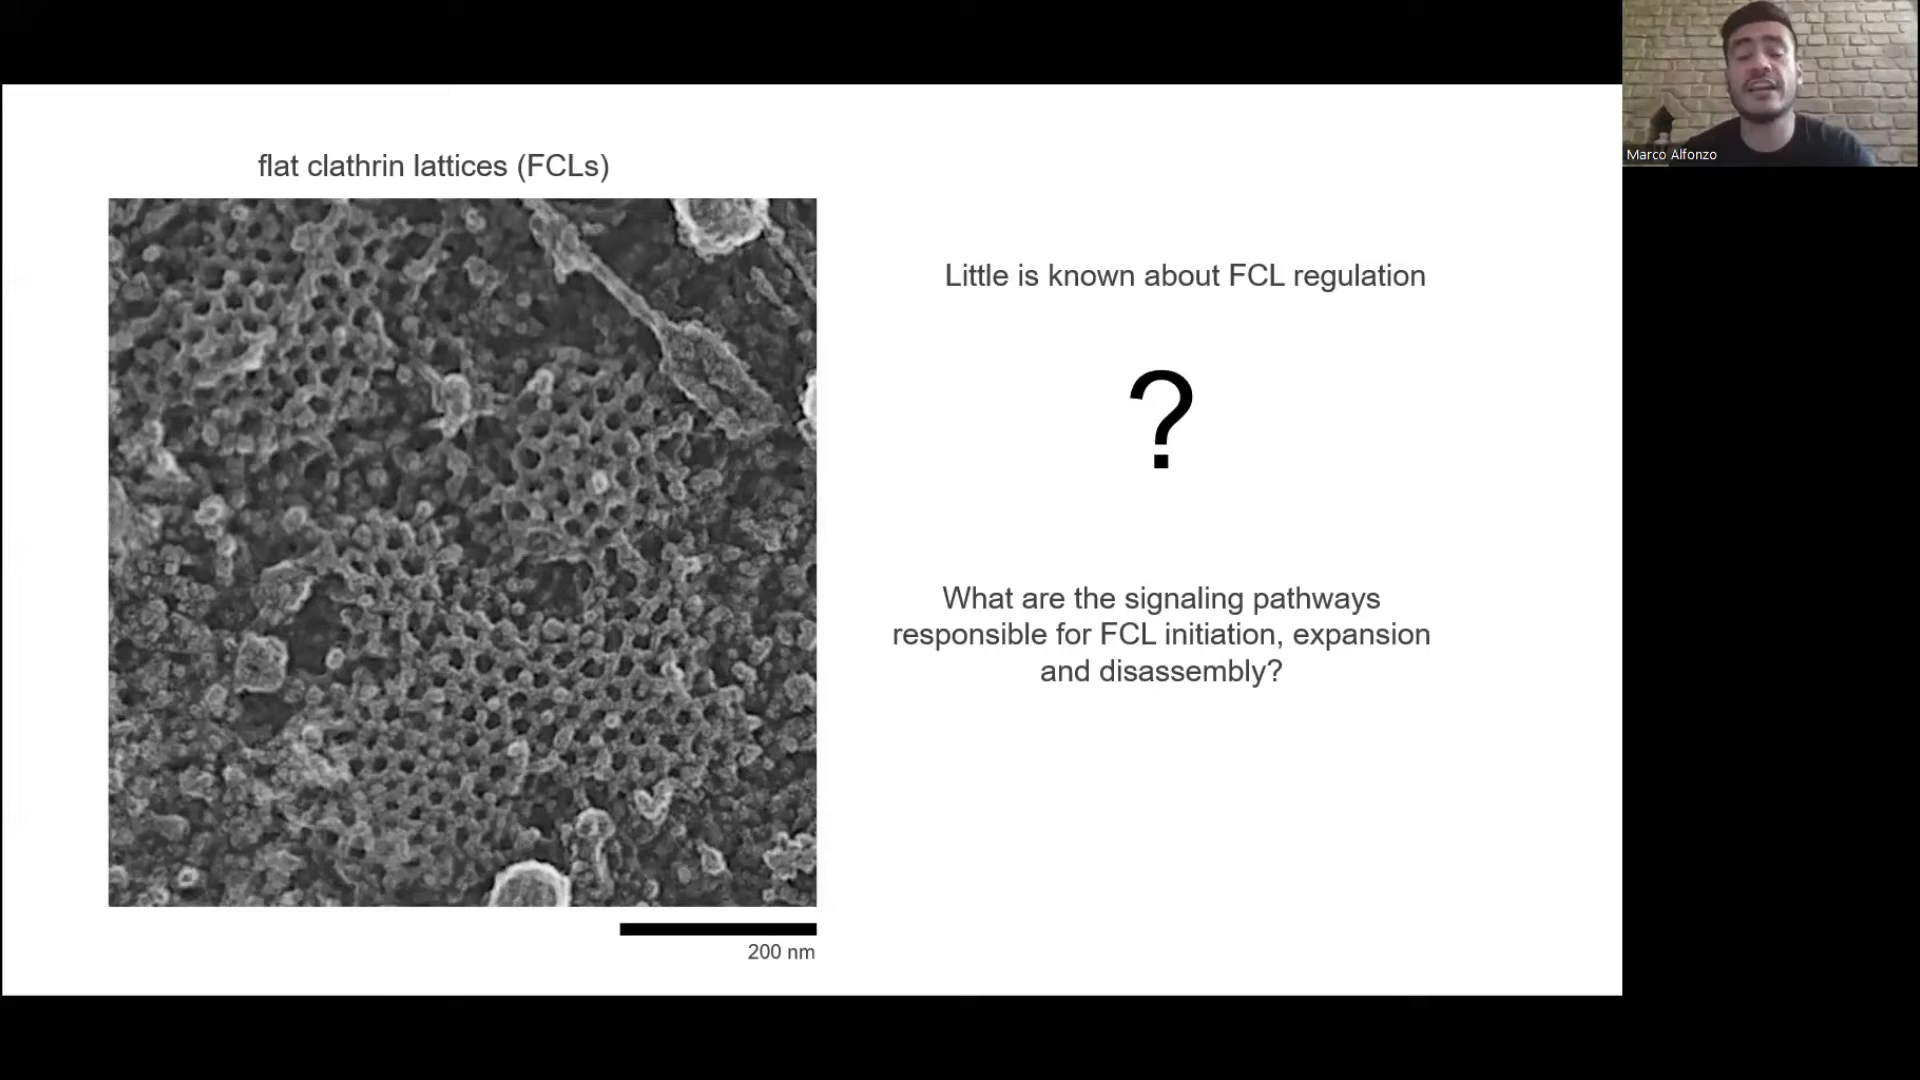 flat clathrin lattices (FCLs)
Little is known about FCL regulation
?
What are the signaling pathways
responsible for FCL initiation, expansion
and disassembly?
200 nm
Marco Alfonzo